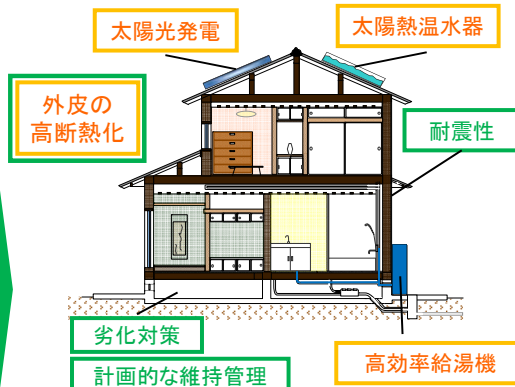 太陽光発電
太陽熱温水器
外皮の
高断熱化
耐震性
劣化対策
計画的な維持管理
高効率給湯機